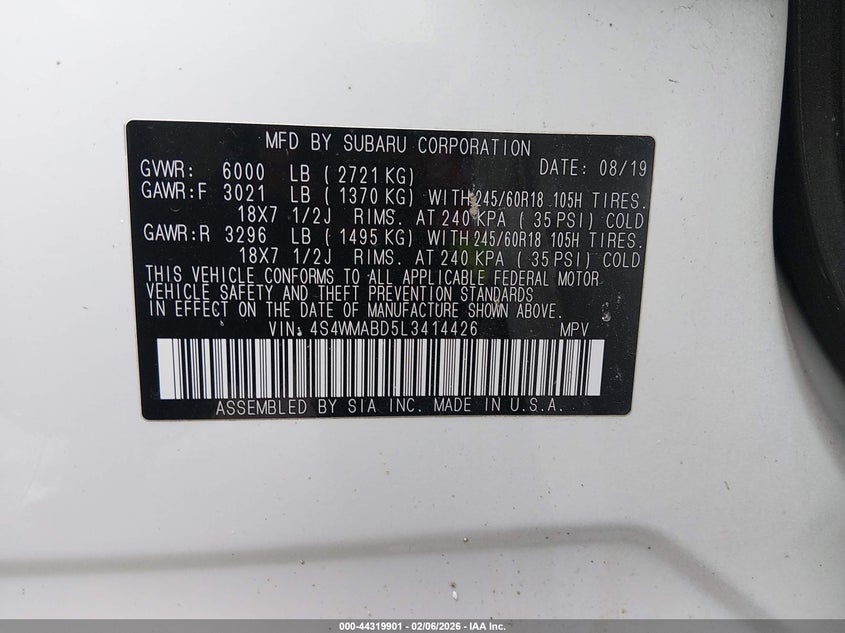 MFD BY SUBARU CORPORATION
GVWR: 6000 LB ( 2721 KG) DATE: 08/19
GAWR:F 3021 LB ( 1370 KG) WITH 245/60R18 105H TIRES.
18X7 1/2J RIMS. AT 240 KPA ( 35 PSI) COLD
GAWR:R 3296 LB ( 1495 KG) WITH 245/60R18 105H TIRES.
18X7 1/2J RIMS. AT 240 KPA ( 35 PSI) COLD
THIS VEHICLE CONFORMS TO ALL APPLICABLE FEDERAL MOTOR
VEHICLE SAFETY AND THEFT PREVENTION STANDARDS
IN EFFECT ON THE DATE OF MANUFACTURE SHOWN ABOVE.
VIN: 4S4WMABD5L3414426 MPV
ASSEMBLED BY SIA INC. MADE IN U.S.A.
000-44319901 - 02/06/2026 - IAA Inc.